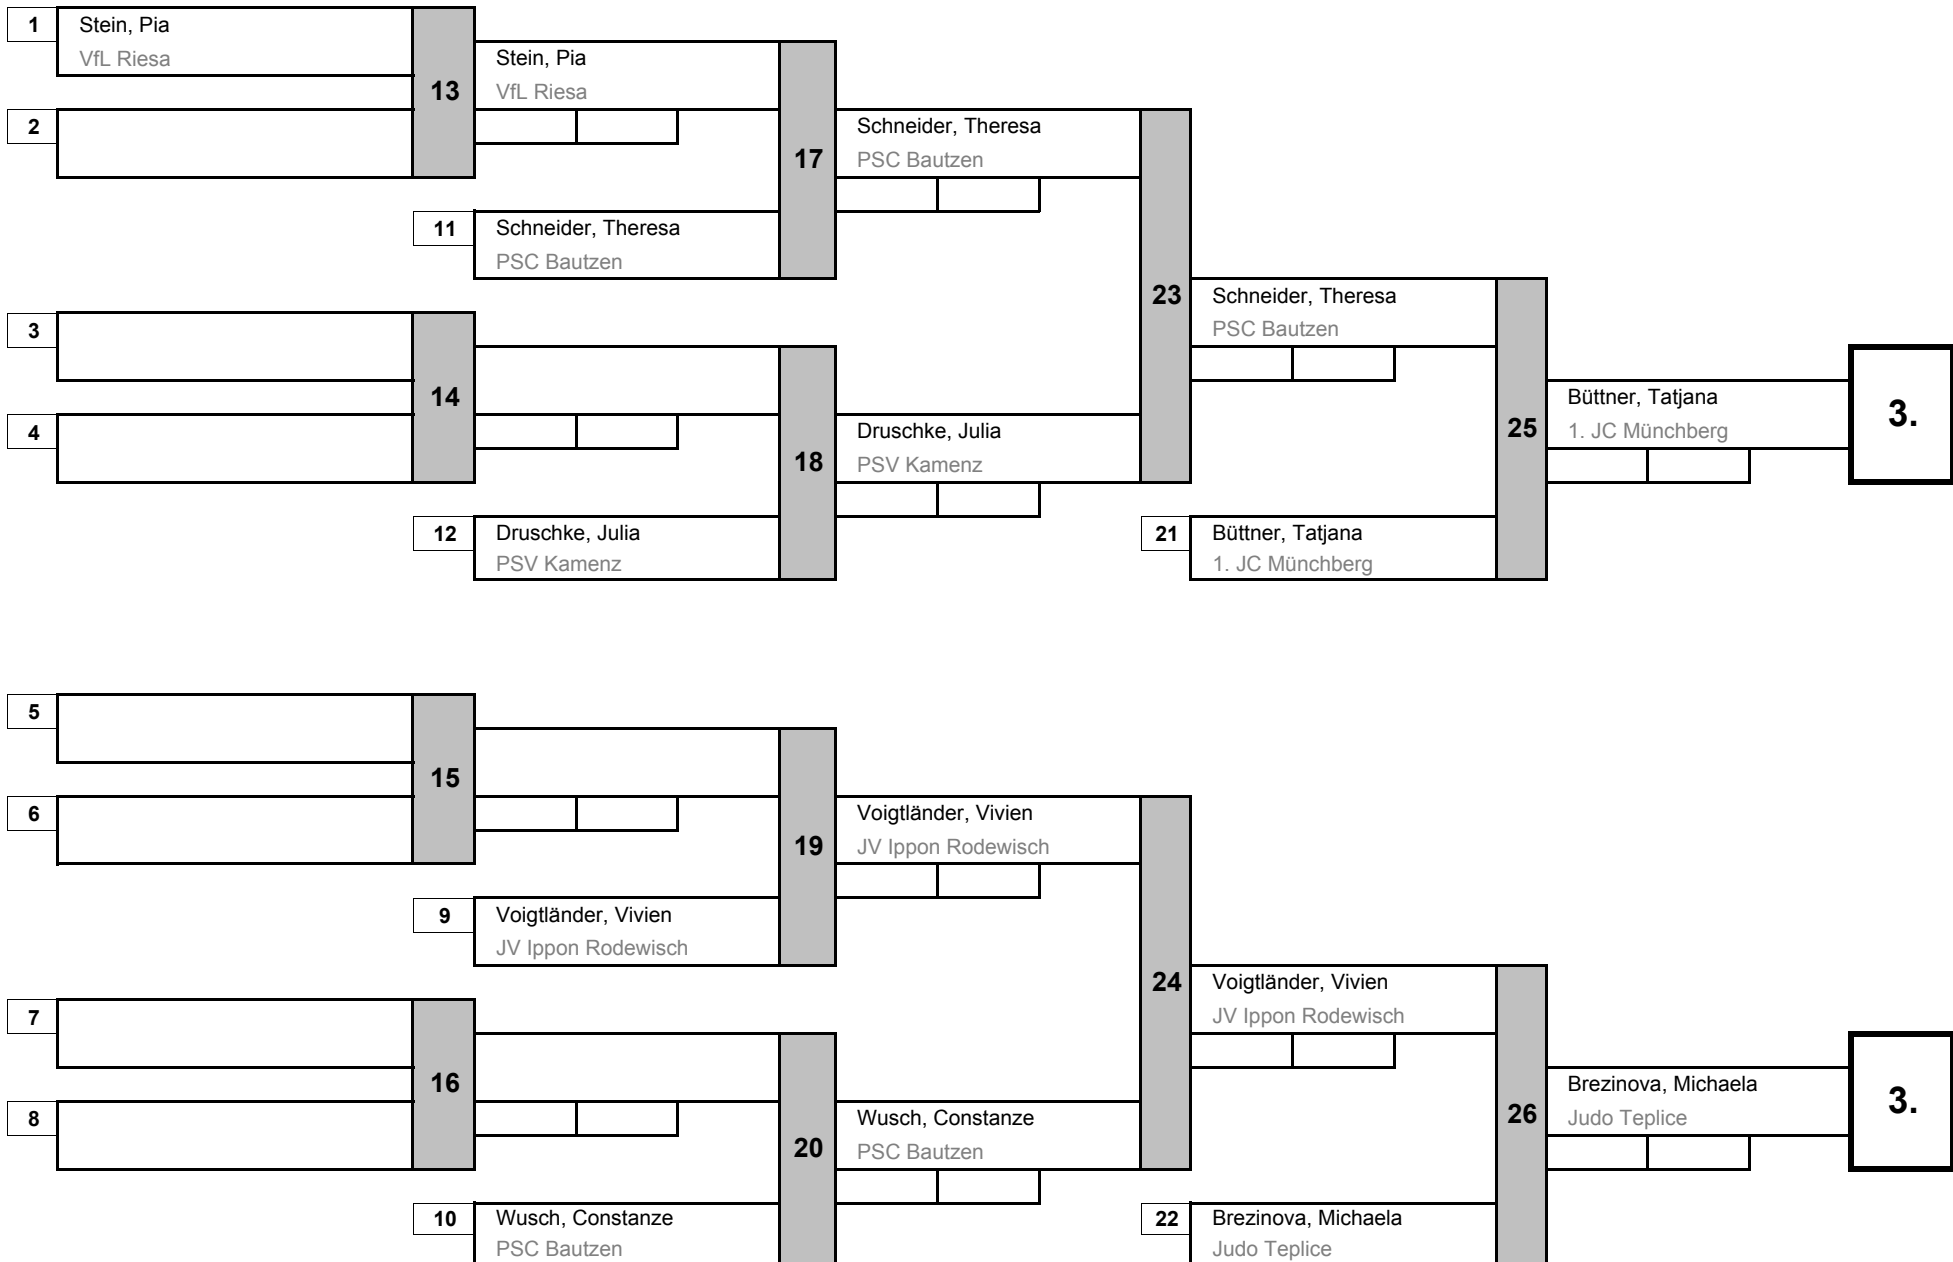 1 Stein, Pia
VfL Riesa
13
Stein, Pia
VfL Riesa
2
17
Schneider, Theresa
PSC Bautzen
11 Schneider, Theresa
PSC Bautzen
23
Schneider, Theresa
PSC Bautzen
3
14
4
18
Druschke, Julia
PSV Kamenz
12 Druschke, Julia
PSV Kamenz
25
Büttner, Tatjana
1. JC Münchberg
3.
21 Büttner, Tatjana
1. JC Münchberg
5
15
6
19
Voigtländer, Vivien
JV Ippon Rodewisch
9 Voigtländer, Vivien
JV Ippon Rodewisch
24
Voigtländer, Vivien
JV Ippon Rodewisch
7
16
8
20
Wusch, Constanze
PSC Bautzen
10 Wusch, Constanze
PSC Bautzen
26
Brezinova, Michaela
Judo Teplice
3.
22 Brezinova, Michaela
Judo Teplice